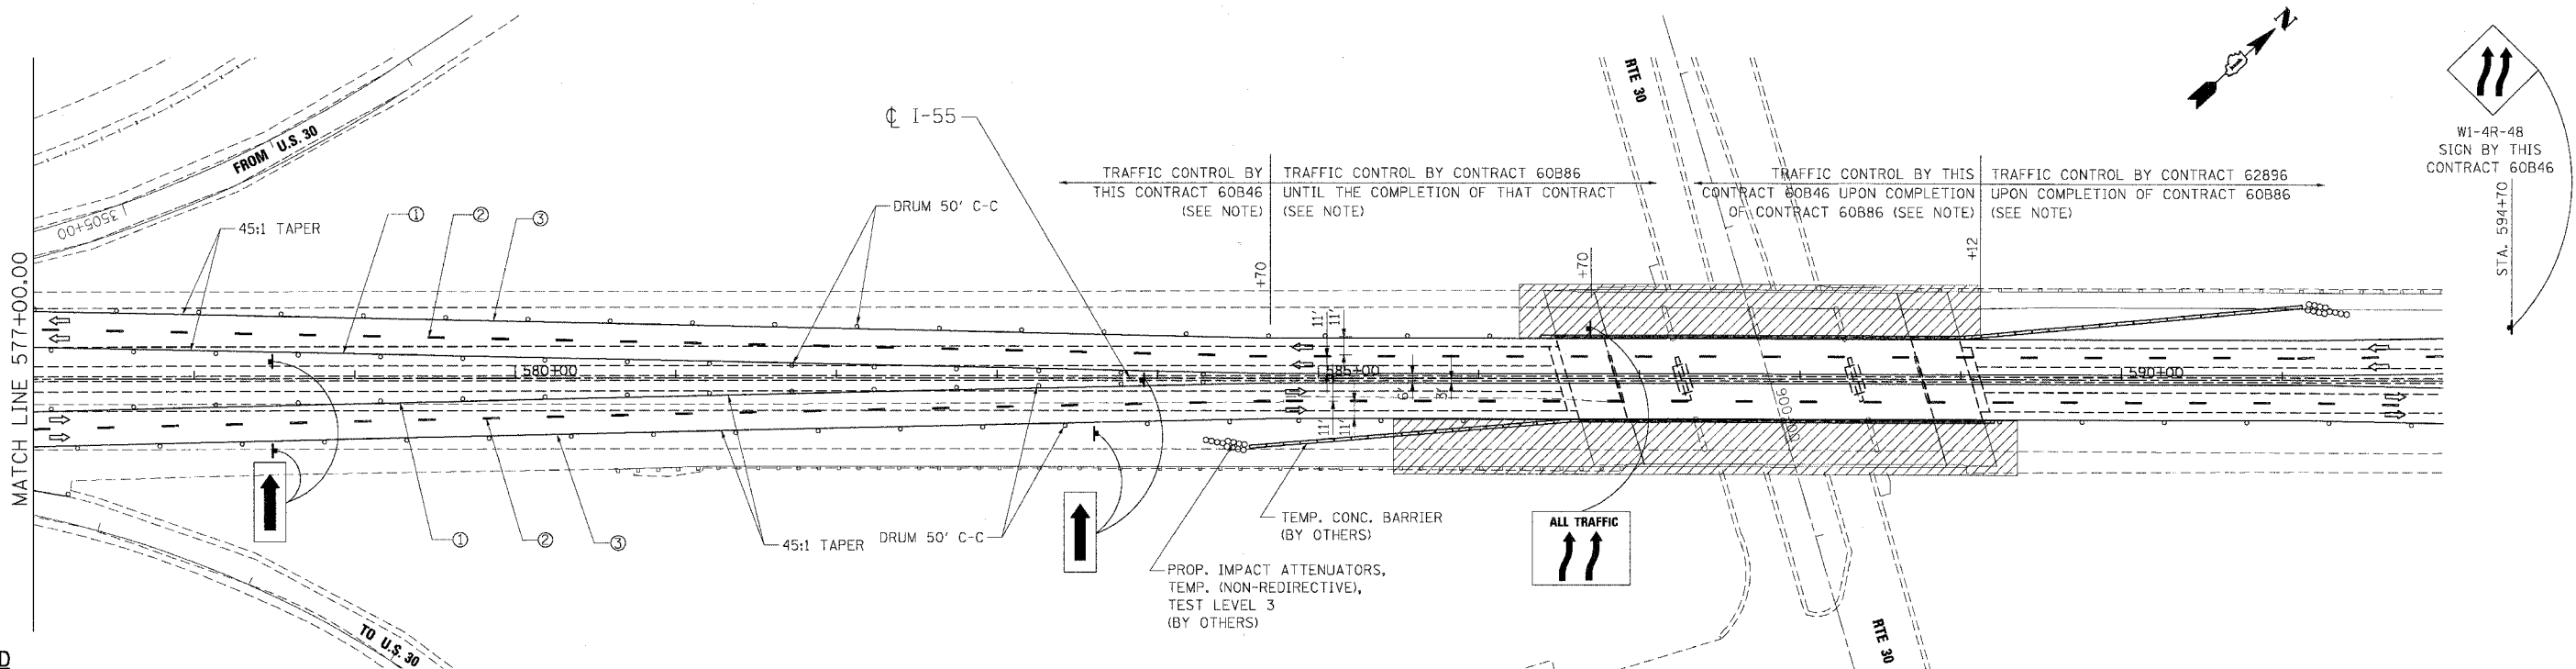 MATCH LINE 577+00.00
FROM U.S. 30
3505+00
45:1 TAPER
1
2
3
DRUM 50' C-C
℄ I-55
TRAFFIC CONTROL BY
THIS CONTRACT 60B46
(SEE NOTE)
TRAFFIC CONTROL BY CONTRACT 60B86
UNTIL THE COMPLETION OF THAT CONTRACT
(SEE NOTE)
TRAFFIC CONTROL BY THIS
CONTRACT 60B46 UPON COMPLETION
OF CONTRACT 60B86 (SEE NOTE)
TRAFFIC CONTROL BY CONTRACT 62896
UPON COMPLETION OF CONTRACT 60B86
(SEE NOTE)
RTE 30
N
1
W1-4R-48
SIGN BY THIS
CONTRACT 60B46
STA. 594+70
+70
+70
+12
580+00
585+00
590+00
11'
11'
6'
3'
11'
11'
1
2
3
45:1 TAPER
DRUM 50' C-C
TEMP. CONC. BARRIER
(BY OTHERS)
PROP. IMPACT ATTENUATORS,
TEMP. (NON-REDIRECTIVE),
TEST LEVEL 3
(BY OTHERS)
ALL TRAFFIC
RTE 30
TO U.S. 30